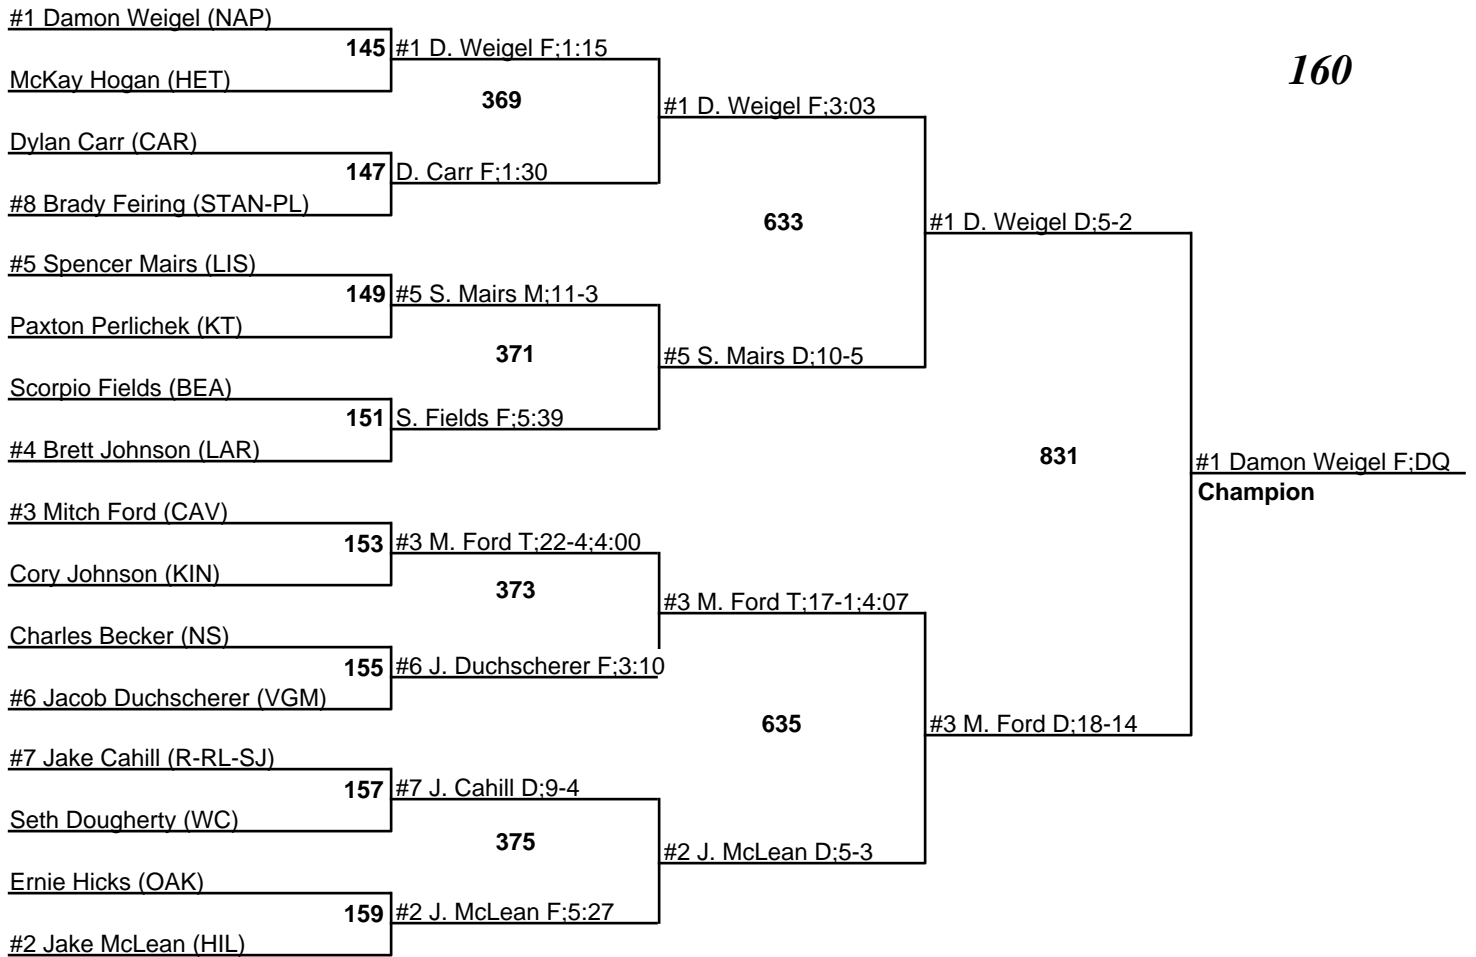 #1 Damon Weigel (NAP)
145 #1 D. Weigel F;1:15
160
McKay Hogan (HET)
369
#1 D. Weigel F;3:03
Dylan Carr (CAR)
147 D. Carr F;1:30
#8 Brady Feiring (STAN-PL)
633
#1 D. Weigel D;5-2
#5 Spencer Mairs (LIS)
149 #5 S. Mairs M;11-3
Paxton Perlichek (KT)
371
#5 S. Mairs D;10-5
Scorpio Fields (BEA)
151 S. Fields F;5:39
#4 Brett Johnson (LAR)
831
#1 Damon Weigel F;DQ
Champion
#3 Mitch Ford (CAV)
153 #3 M. Ford T;22-4;4:00
Cory Johnson (KIN)
373
#3 M. Ford T;17-1;4:07
Charles Becker (NS)
155 #6 J. Duchscherer F;3:10
#6 Jacob Duchscherer (VGM)
635
#3 M. Ford D;18-14
#7 Jake Cahill (R-RL-SJ)
157 #7 J. Cahill D;9-4
Seth Dougherty (WC)
375
#2 J. McLean D;5-3
Ernie Hicks (OAK)
159 #2 J. McLean F;5:27
#2 Jake McLean (HIL)